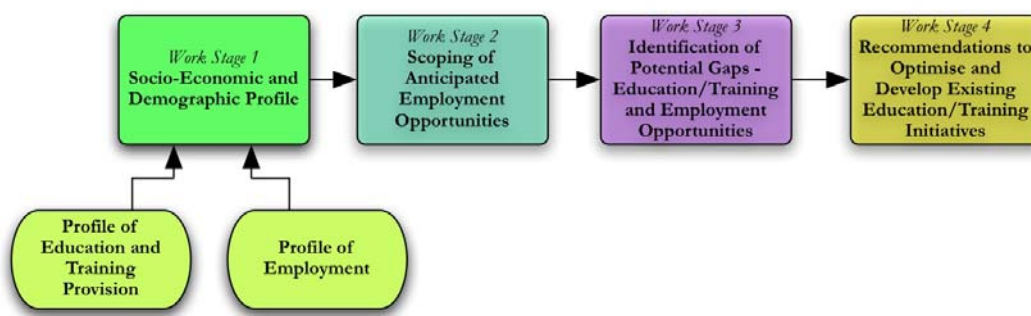 Work Stage 1
Socio-Economic and
Demographic Profile
Work Stage 2
Scoping of
Anticipated
Employment
Opportunities
Work Stage 3
Identification of
Potential Gaps -
Education/Training
and Employment
Opportunities
Work Stage 4
Recommendations to
Optimise and
Develop Existing
Education/Training
Initiatives
Profile of
Education and
Training
Provision
Profile of
Employment